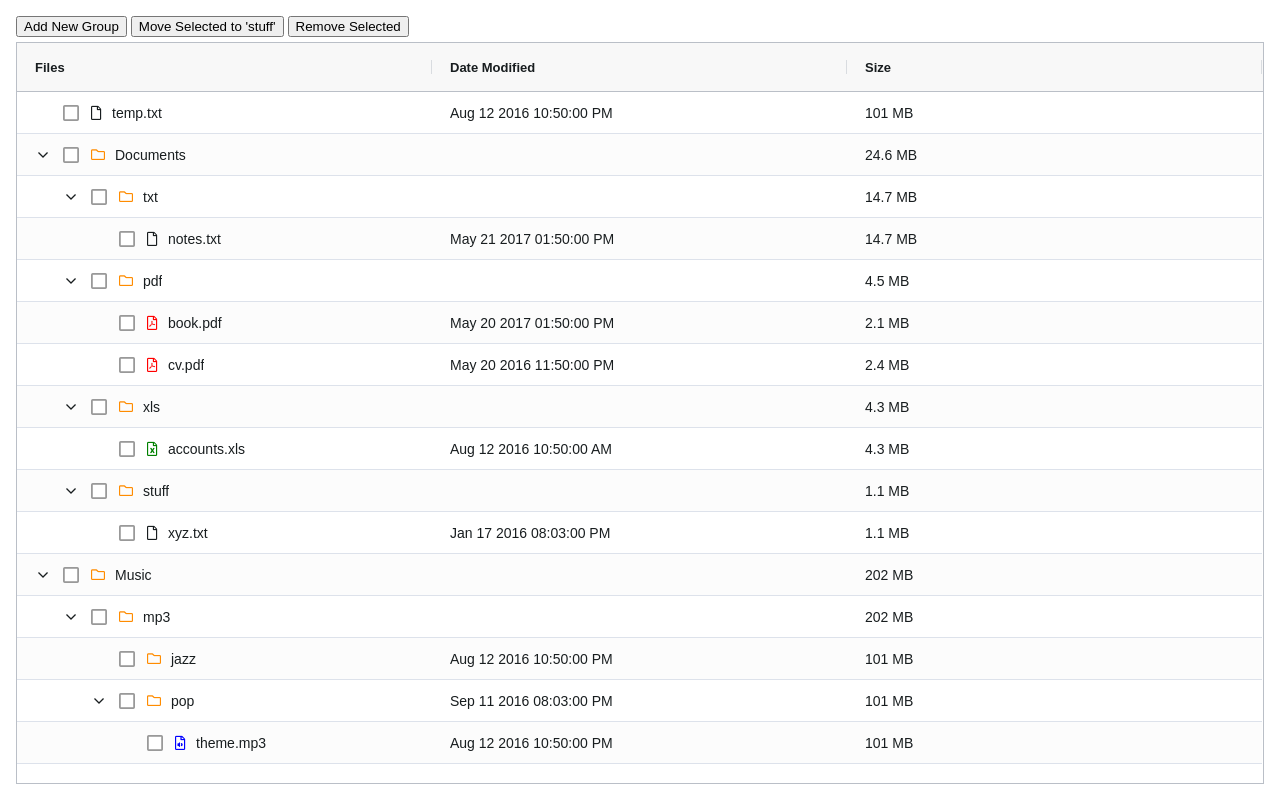 Add New Group Move Selected to 'stuff' Remove Selected
Files Date Modified Size
temp.txt Aug 12 2016 10:50:00 PM 101 MB
Documents 24.6 MB
txt 14.7 MB
notes.txt May 21 2017 01:50:00 PM 14.7 MB
pdf 4.5 MB
book.pdf May 20 2017 01:50:00 PM 2.1 MB
cv.pdf May 20 2016 11:50:00 PM 2.4 MB
xls 4.3 MB
accounts.xls Aug 12 2016 10:50:00 AM 4.3 MB
stuff 1.1 MB
xyz.txt Jan 17 2016 08:03:00 PM 1.1 MB
Music 202 MB
mp3 202 MB
jazz Aug 12 2016 10:50:00 PM 101 MB
pop Sep 11 2016 08:03:00 PM 101 MB
theme.mp3 Aug 12 2016 10:50:00 PM 101 MB